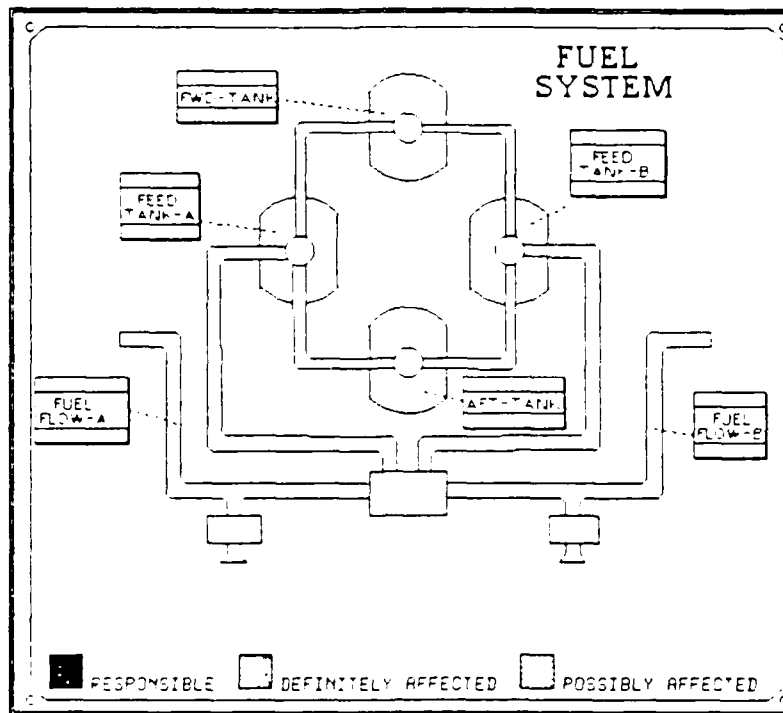 FUEL
SYSTEM
FWD-TANK
FEED
TANK-B
FEED
TANK-A
AFT-TANK
FUEL
FLOW-A
FUEL
FLOW-B
RESPONSIBLE
DEFINITELY AFFECTED
POSSIBLY AFFECTED